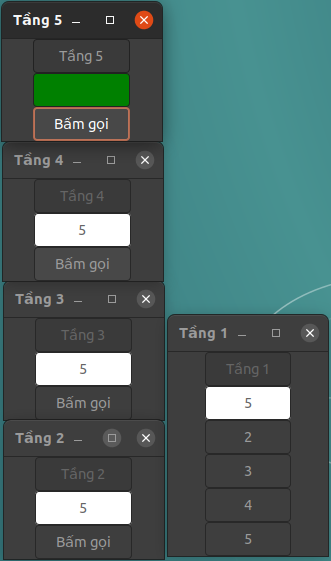 Tầng 5
Tầng 5
Bấm gọi
Tầng 4
Tầng 4
5
Bấm gọi
Tầng 3
Tầng 3
5
Bấm gọi
Tầng 2
Tầng 2
5
Bấm gọi
Tầng 1
Tầng 1
5
2
3
4
5